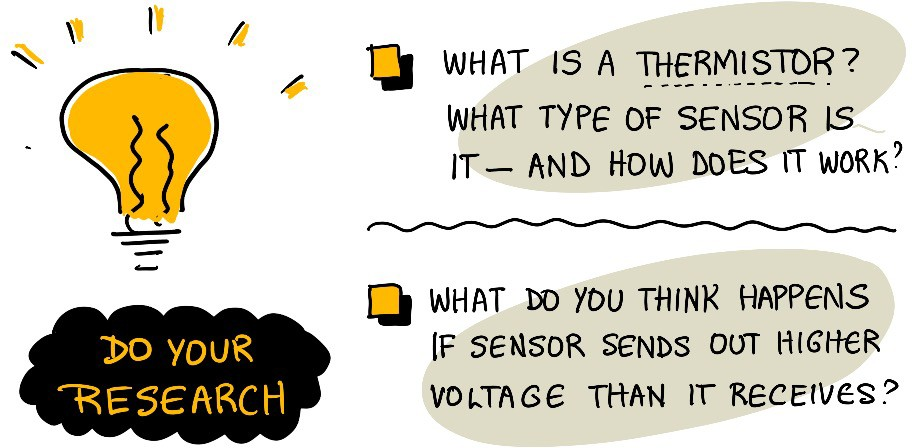 WHAT IS A THERMISTOR?
WHAT TYPE OF SENSOR IS
IT — AND HOW DOES IT WORK?
DO YOUR
RESEARCH
WHAT DO YOU THINK HAPPENS
IF SENSOR SENDS OUT HIGHER
VOLTAGE THAN IT RECEIVES?